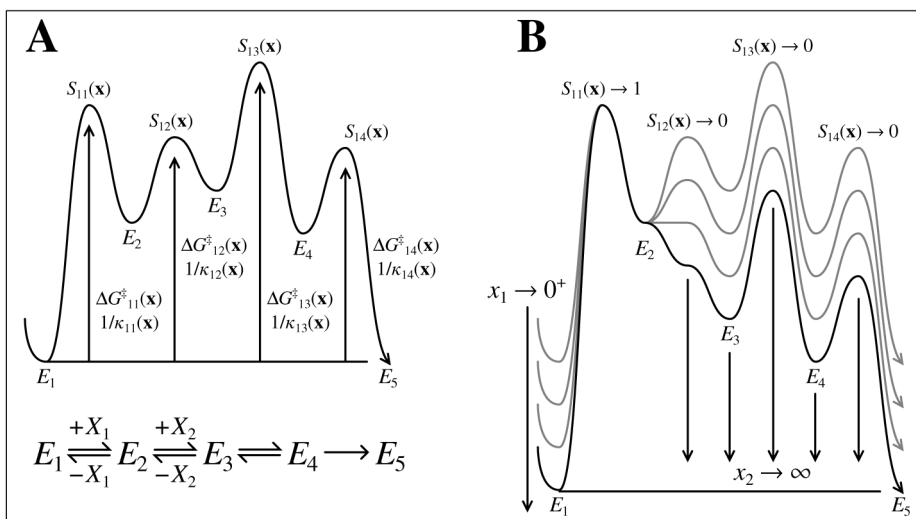 A
S₁₃(x)
S₁₁(x)
S₁₂(x)
S₁₄(x)
E₃
E₂
E₄
ΔG‡₁₂(x)
1/κ₁₂(x)
ΔG‡₁₄(x)
1/κ₁₄(x)
ΔG‡₁₁(x)
1/κ₁₁(x)
ΔG‡₁₃(x)
1/κ₁₃(x)
E₁
E₅
+X₁ +X₂
E₁ ⇌ E₂ ⇌ E₃ ⇌ E₄ → E₅
−X₁ −X₂
B
S₁₃(x) → 0
S₁₁(x) → 1
S₁₂(x) → 0
S₁₄(x) → 0
E₂
x₁ → 0⁺
E₃
E₄
x₂ → ∞
E₁
E₅